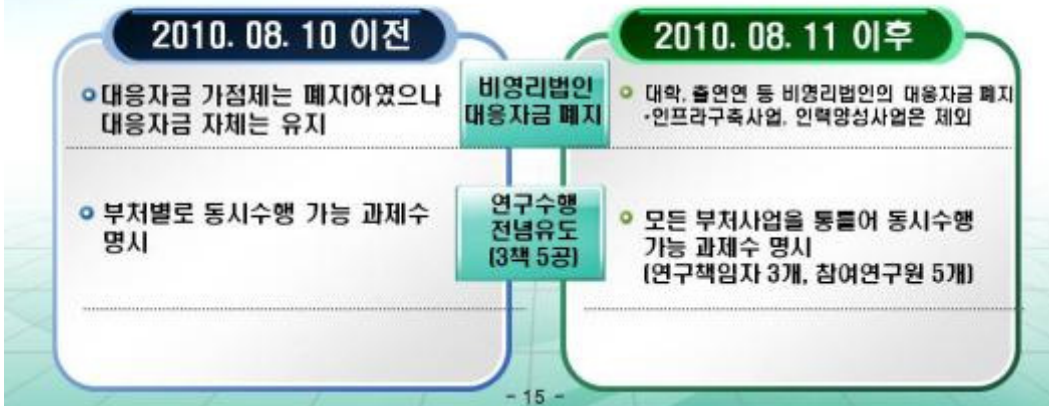 2010. 08. 10 이전
대응자금 가점제는 폐지하였으나
대응자금 자체는 유지
부처별로 동시수행 가능 과제수
명시
비영리법인
대응자금 폐지
연구수행
전념유도
(3책 5공)
2010. 08. 11 이후
대학, 출연연 등 비영리법인의 대응자금 폐지
·인프라구축사업, 인력양성사업은 제외
모든 부처사업을 통틀어 동시수행
가능 과제수 명시
(연구책임자 3개, 참여연구원 5개)
- 15 -